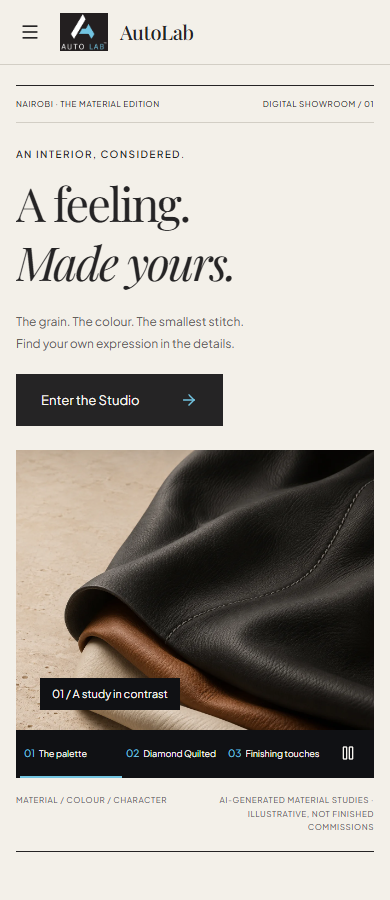 AUTO LAB
AutoLab
NAIROBI · THE MATERIAL EDITION
DIGITAL SHOWROOM / 01
AN INTERIOR, CONSIDERED.
A feeling.
Made yours.
The grain. The colour. The smallest stitch.
Find your own expression in the details.
Enter the Studio
01 / A study in contrast
01 The palette
02 Diamond Quilted
03 Finishing touches
MATERIAL / COLOUR / CHARACTER
AI-GENERATED MATERIAL STUDIES ·
ILLUSTRATIVE, NOT FINISHED
COMMISSIONS